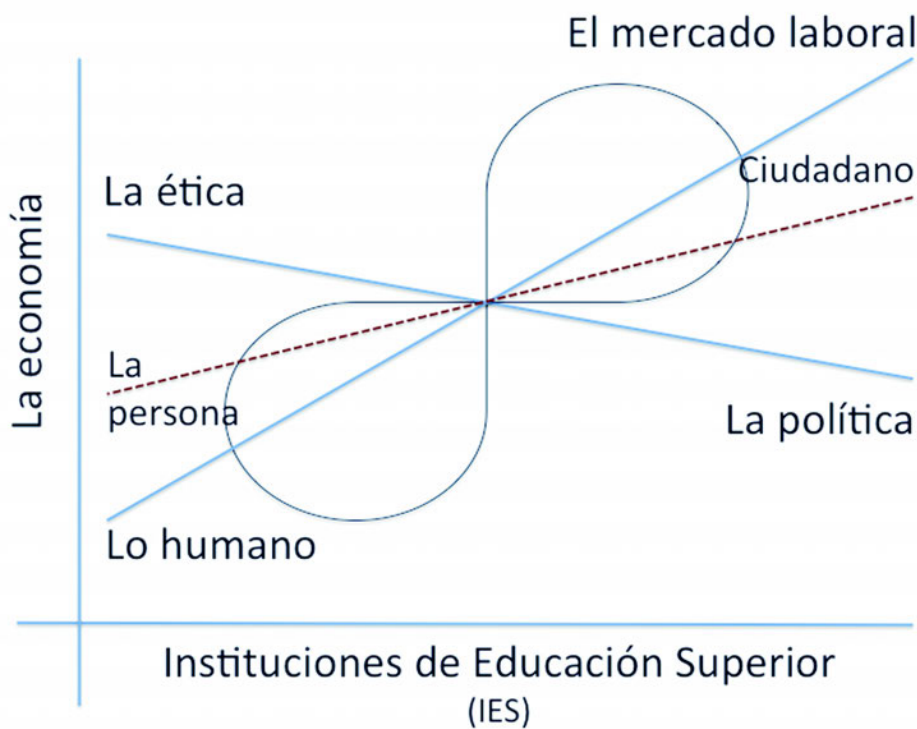 El mercado laboral
Ciudadano
La ética
La economía
La
persona
La política
Lo humano
Instituciones de Educación Superior
(IES)